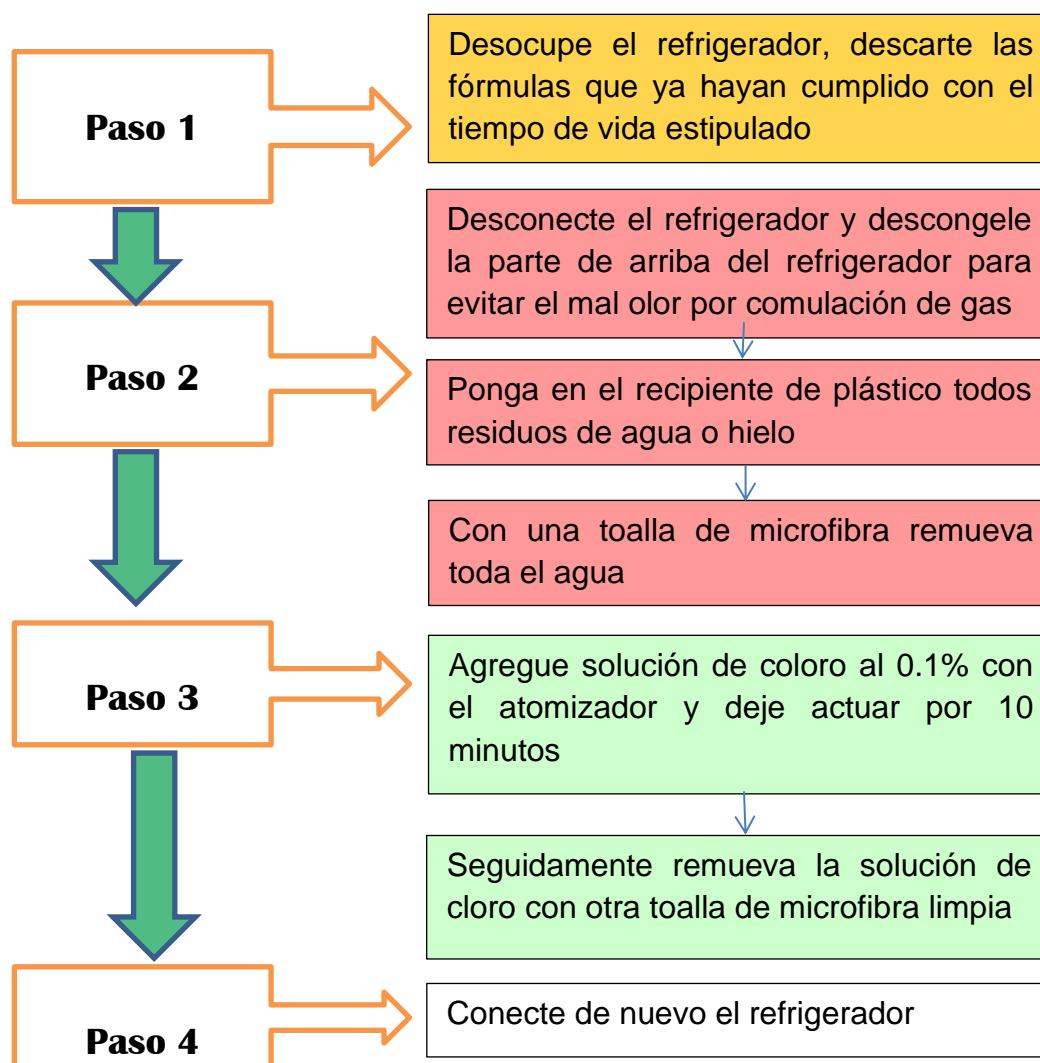 Paso 1
Desocupe el refrigerador, descarte las
fórmulas que ya hayan cumplido con el
tiempo de vida estipulado
Paso 2
Desconecte el refrigerador y descongele
la parte de arriba del refrigerador para
evitar el mal olor por comulación de gas
Ponga en el recipiente de plástico todos
residuos de agua o hielo
Con una toalla de microfibra remueva
toda el agua
Paso 3
Agregue solución de coloro al 0.1% con
el atomizador y deje actuar por 10
minutos
Seguidamente remueva la solución de
cloro con otra toalla de microfibra limpia
Paso 4
Conecte de nuevo el refrigerador